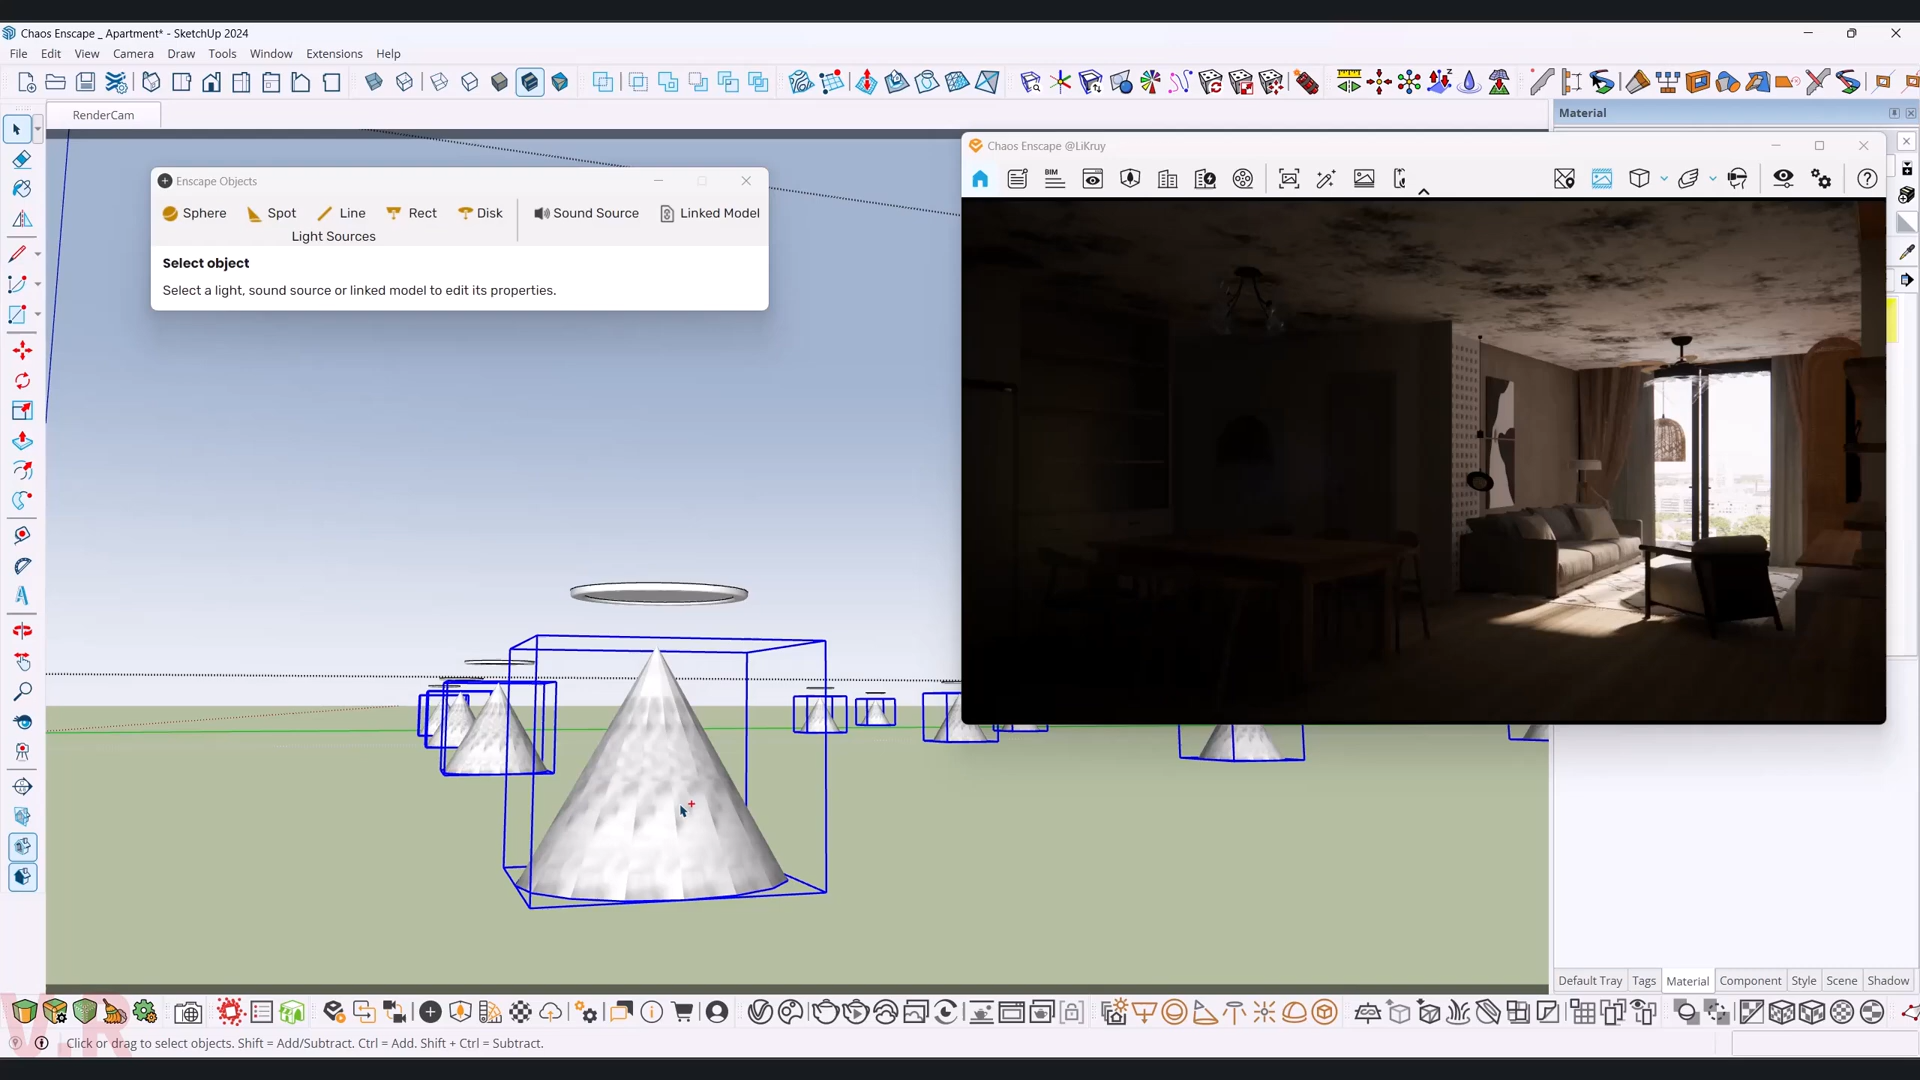 Chaos Enscape _ Apartment* - SketchUp 2024
File Edit View Camera Draw Tools Window Extensions Help
RenderCam
Material
Enscape Objects
Sphere Spot Line Rect Disk Sound Source Linked Model
Light Sources
Select object
Select a light, sound source or linked model to edit its properties.
Chaos Enscape @LiKruy
BIM
Default Tray Tags Material Component Style Scene Shadow
V.R
Click or drag to select objects. Shift = Add/Subtract. Ctrl = Add. Shift + Ctrl = Subtract.